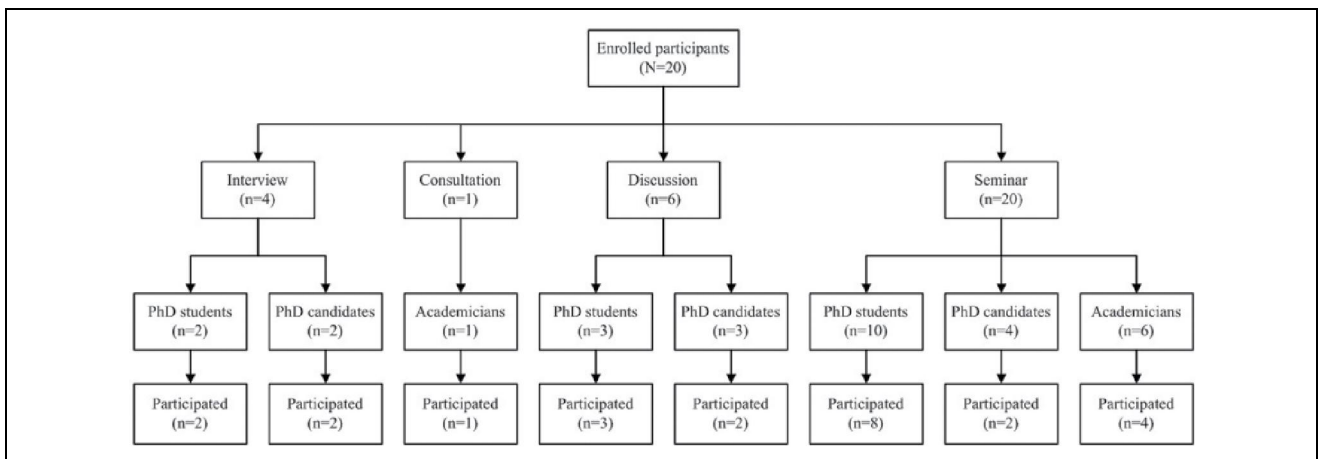 Enrolled participants
(N=20)
Interview
(n=4)
Consultation
(n=1)
Discussion
(n=6)
Seminar
(n=20)
PhD students
(n=2)
PhD candidates
(n=2)
Academicians
(n=1)
PhD students
(n=3)
PhD candidates
(n=3)
PhD students
(n=10)
PhD candidates
(n=4)
Academicians
(n=6)
Participated
(n=2)
Participated
(n=2)
Participated
(n=1)
Participated
(n=3)
Participated
(n=2)
Participated
(n=8)
Participated
(n=2)
Participated
(n=4)